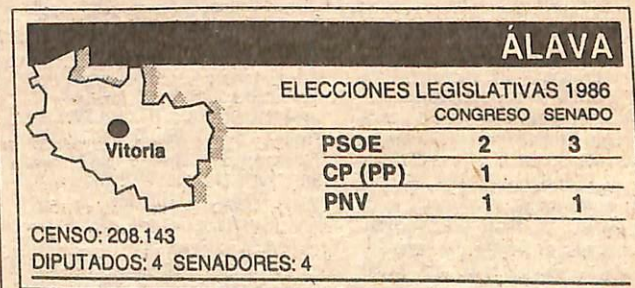 ÁLAVA
ELECCIONES LEGISLATIVAS 1986
CONGRESO SENADO
Vitoria
PSOE 2 3
CP (PP) 1
PNV 1 1
CENSO: 208.143
DIPUTADOS: 4 SENADORES: 4